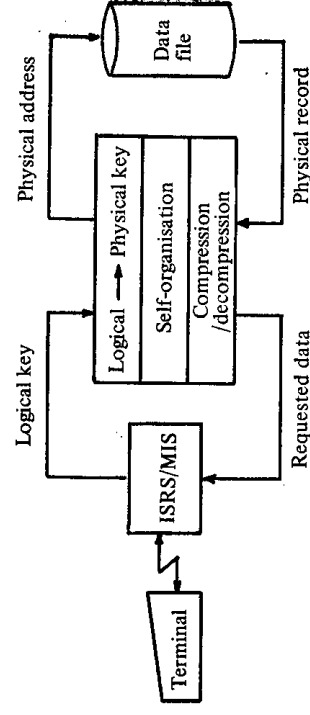 Terminal
ISRS/MIS
Logical key
Requested data
Logical → Physical key
Self-organisation
Compression
/decompression
Physical address
Physical record
Data
file